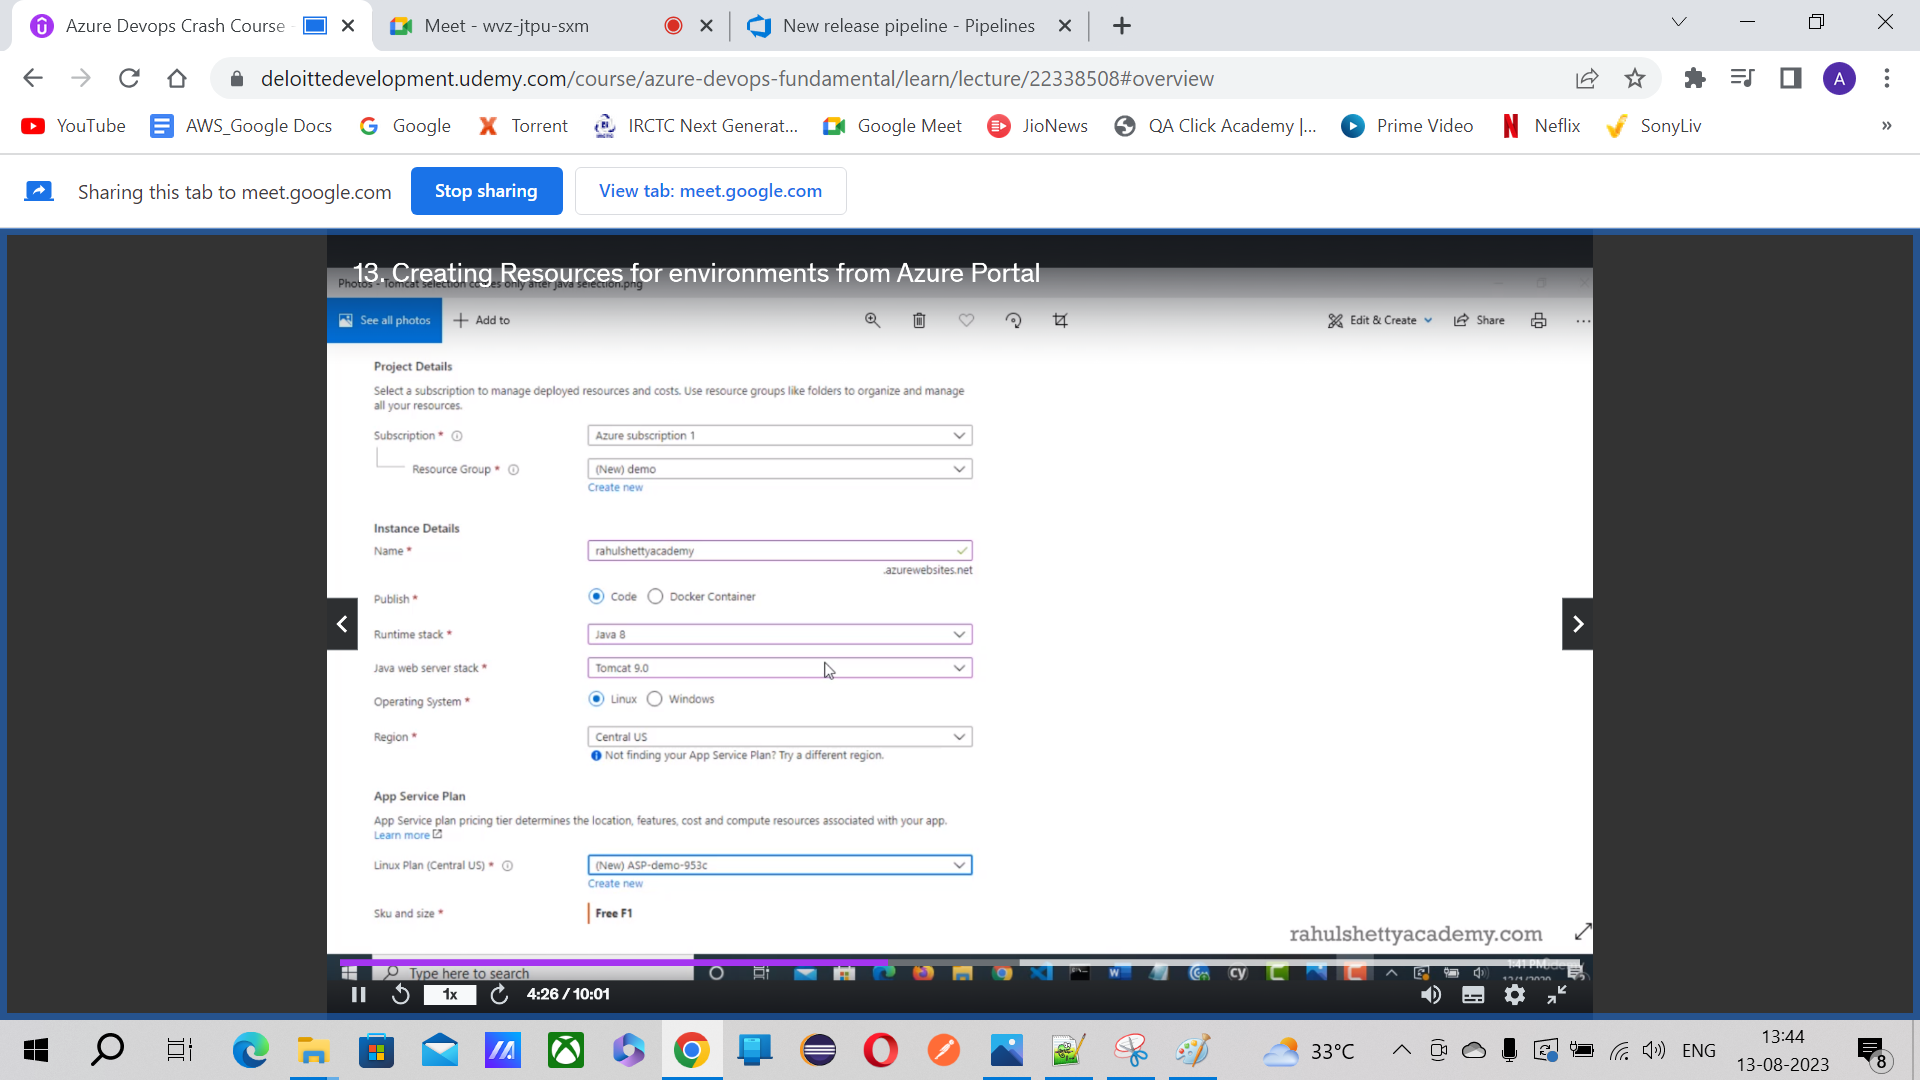 Azure Devops Crash Course
Meet - wvz-jtpu-sxm
New release pipeline - Pipelines
deloittedevelopment.udemy.com/course/azure-devops-fundamental/learn/lecture/22338508#overview
A
YouTube
AWS_Google Docs
Google
Torrent
IRCTC Next Generat...
Google Meet
JioNews
QA Click Academy |...
Prime Video
Neflix
SonyLiv
»
Sharing this tab to meet.google.com
Stop sharing
View tab: meet.google.com
13. Creating Resources for environments from Azure Portal
Photos - Tomcat selection comes only after java selection.png
See all photos
Add to
Edit & Create
Share
Project Details
Select a subscription to manage deployed resources and costs. Use resource groups like folders to organize and manage
all your resources.
Subscription *
Azure subscription 1
Resource Group *
(New) demo
Create new
Instance Details
Name *
rahulshettyacademy
.azurewebsites.net
Publish *
Code
Docker Container
Runtime stack *
Java 8
Java web server stack *
Tomcat 9.0
Operating System *
Linux
Windows
Region *
Central US
Not finding your App Service Plan? Try a different region.
App Service Plan
App Service plan pricing tier determines the location, features, cost and compute resources associated with your app.
Learn more
Linux Plan (Central US) *
(New) ASP-demo-953c
Create new
Sku and size *
Free F1
rahulshettyacademy.com
Type here to search
cy
1:41 PM
1x
4:26 / 10:01
33°C
ENG
13:44
13-08-2023
8